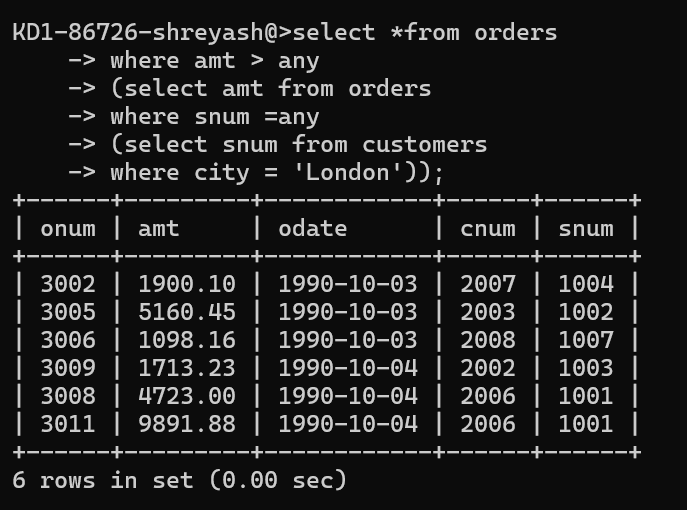 KD1-86726-shreyash@>select *from orders
    -> where amt > any
    -> (select amt from orders
    -> where snum =any
    -> (select snum from customers
    -> where city = 'London'));
+------+---------+------------+------+------+
| onum | amt     | odate      | cnum | snum |
+------+---------+------------+------+------+
| 3002 | 1900.10 | 1990-10-03 | 2007 | 1004 |
| 3005 | 5160.45 | 1990-10-03 | 2003 | 1002 |
| 3006 | 1098.16 | 1990-10-03 | 2008 | 1007 |
| 3009 | 1713.23 | 1990-10-04 | 2002 | 1003 |
| 3008 | 4723.00 | 1990-10-04 | 2006 | 1001 |
| 3011 | 9891.88 | 1990-10-04 | 2006 | 1001 |
+------+---------+------------+------+------+
6 rows in set (0.00 sec)